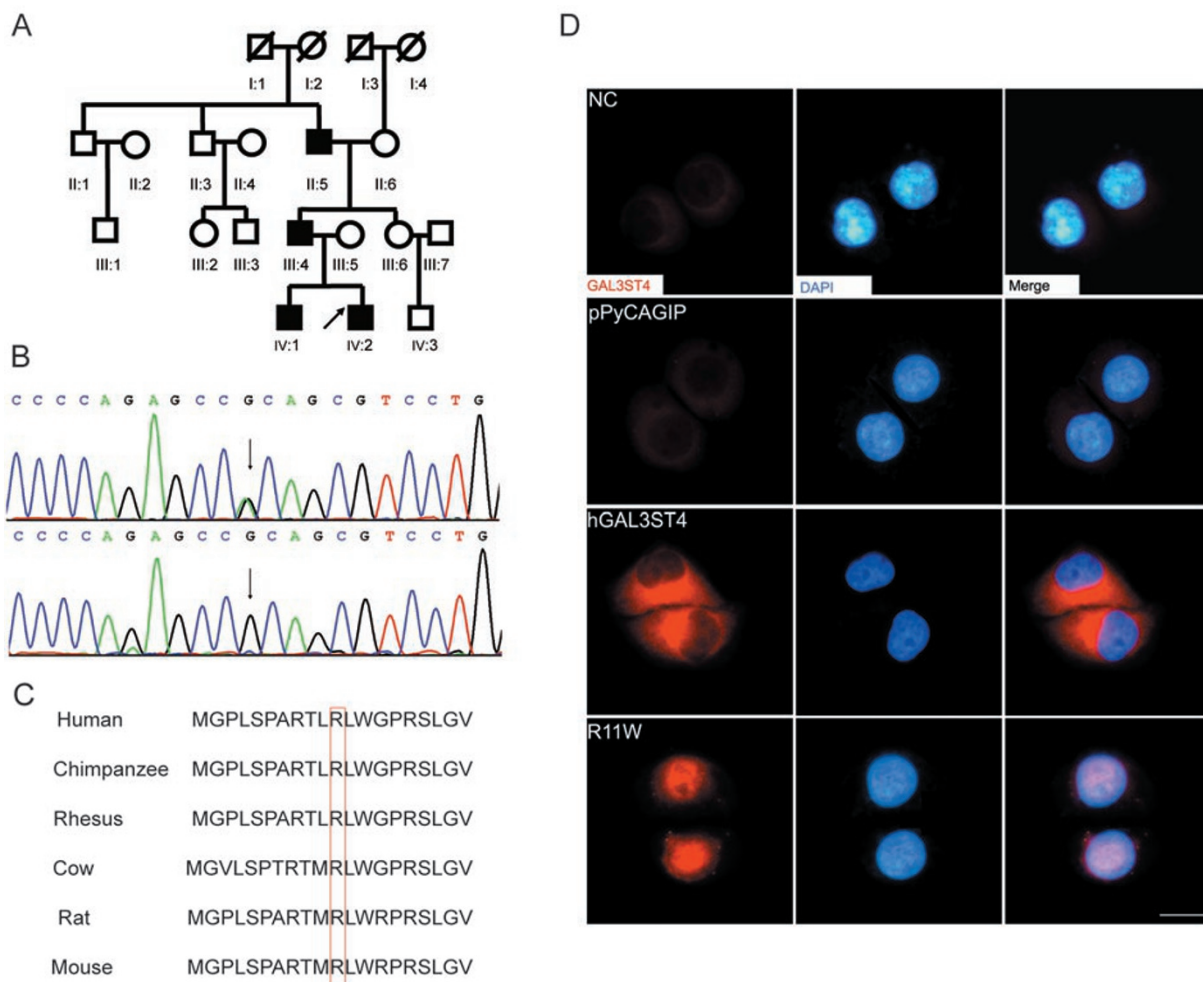 A
I:1 I:2 I:3 I:4
II:1 II:2 II:3 II:4 II:5 II:6
III:1 III:2 III:3 III:4 III:5 III:6 III:7
IV:1 IV:2 IV:3
B
C C C C A G A G C C G C A G C G T C C T G
C C C C A G A G C C G C A G C G T C C T G
C
Human MGPLSPARTLRLWGPRSLGV
Chimpanzee MGPLSPARTLRLWGPRSLGV
Rhesus MGPLSPARTLRLWGPRSLGV
Cow MGVLSPTRTMRLWGPRSLGV
Rat MGPLSPARTMRLWRPRSLGV
Mouse MGPLSPARTMRLWRPRSLGV
D
NC
GAL3ST4 DAPI Merge
pPyCAGIP
hGAL3ST4
R11W